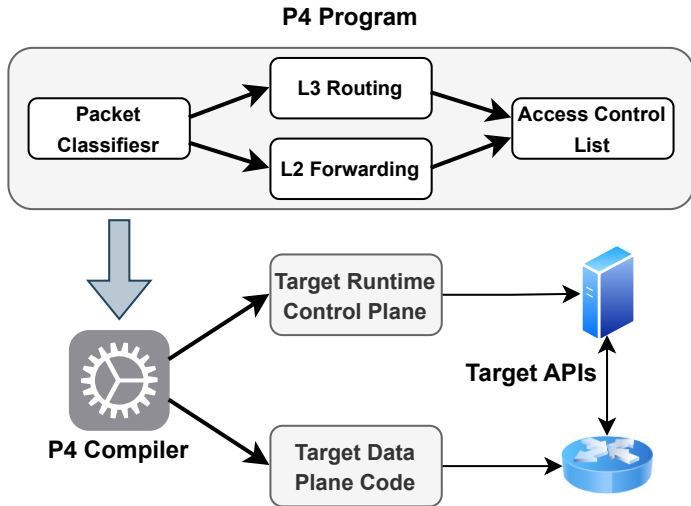 P4 Program
Packet
Classifiesr
L3 Routing
L2 Forwarding
Access Control
List
Target Runtime
Control Plane
Target APIs
P4 Compiler
Target Data
Plane Code